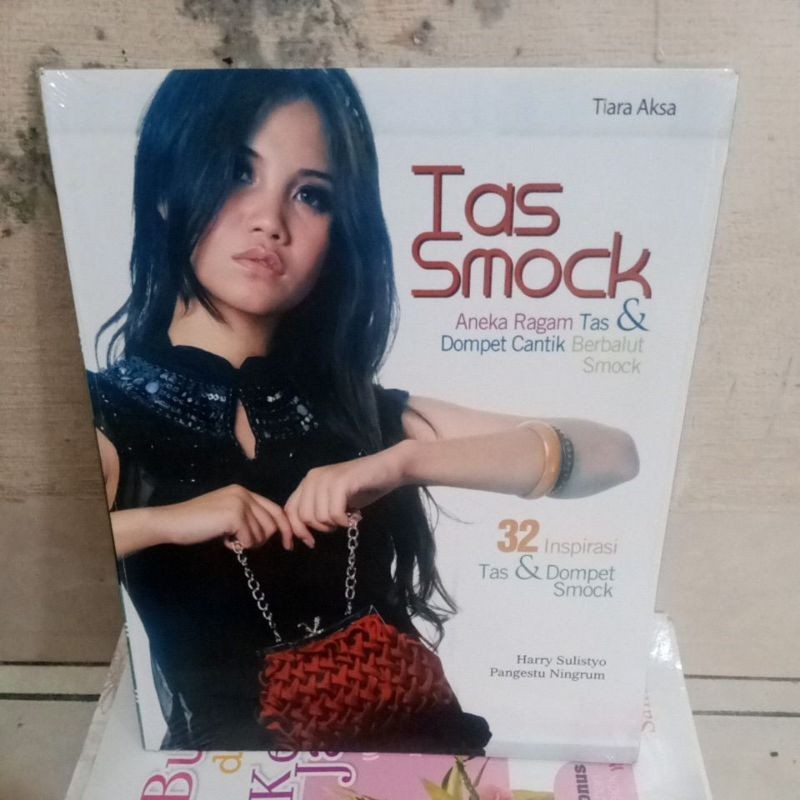 Tiara Aksa
Tas
Smock
Aneka Ragam Tas &
Dompet Cantik Berbalut
Smock
32 Inspirasi
Tas & Dompet
Smock
Harry Sulistyo
Pangestu Ningrum